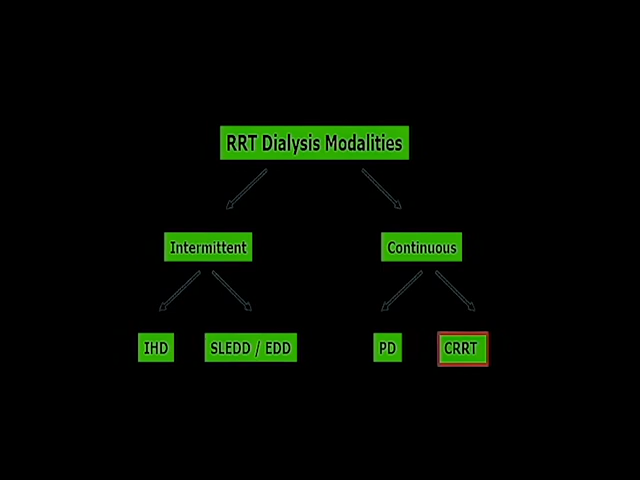 RRT Dialysis Modalities
Intermittent
Continuous
IHD
SLEDD / EDD
PD
CRRT